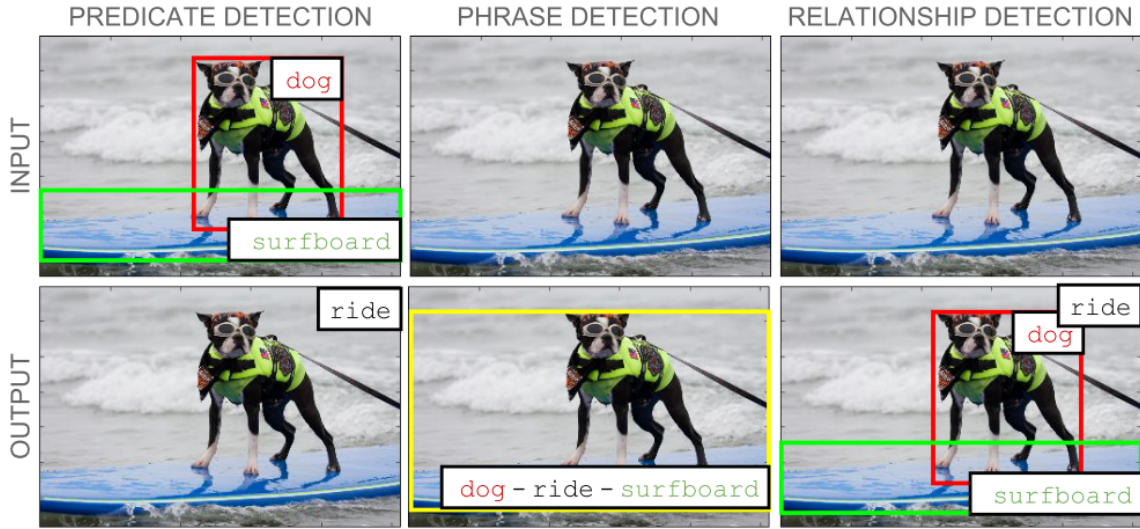 PREDICATE DETECTION
PHRASE DETECTION
RELATIONSHIP DETECTION
INPUT
dog
surfboard
OUTPUT
ride
dog - ride - surfboard
ride
dog
surfboard